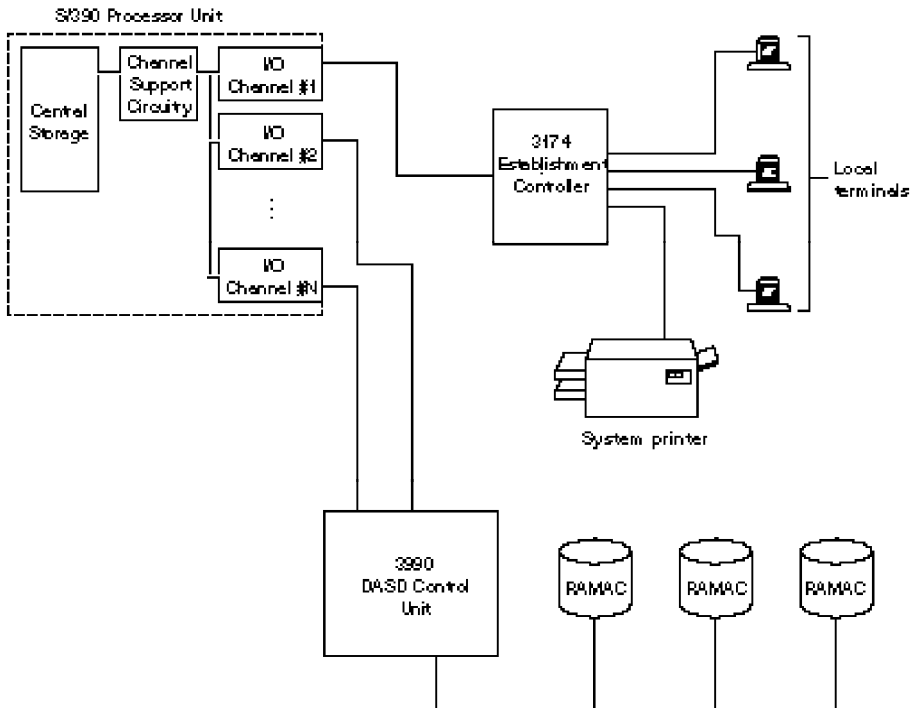 S/390 Processor Unit
Central
Storage
Channel
Support
Circuity
I/O
Channel #1
I/O
Channel #2
⋮
I/O
Channel #N
3174
Establishment
Controller
Local
terminals
System printer
3990
DASD Control
Unit
RAMAC
RAMAC
RAMAC